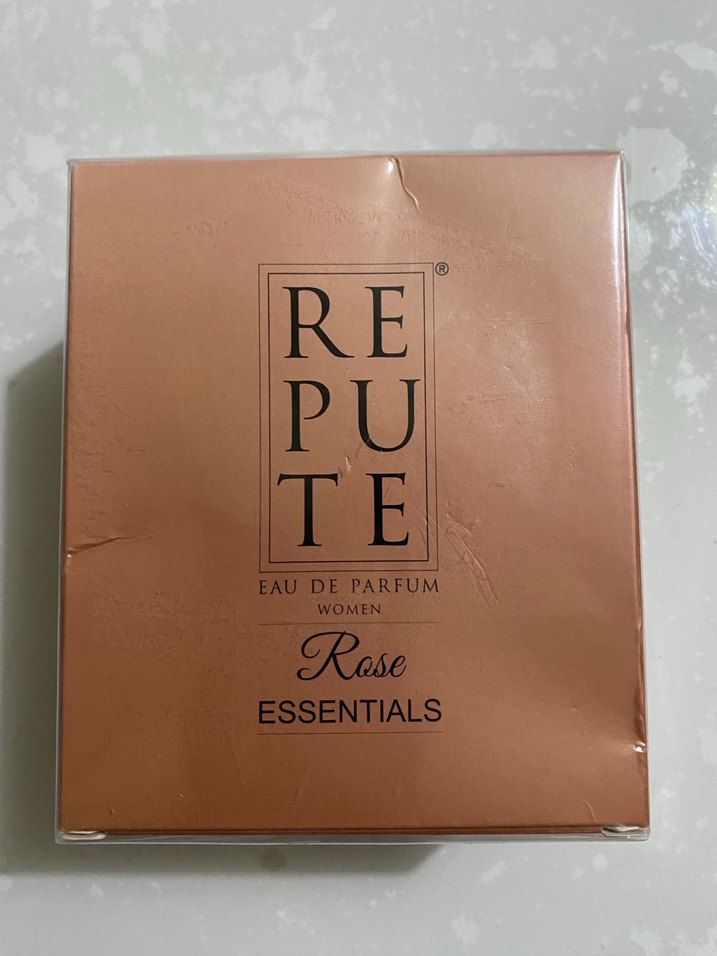 RE
PU
TE
®
EAU DE PARFUM
WOMEN
Rose
ESSENTIALS